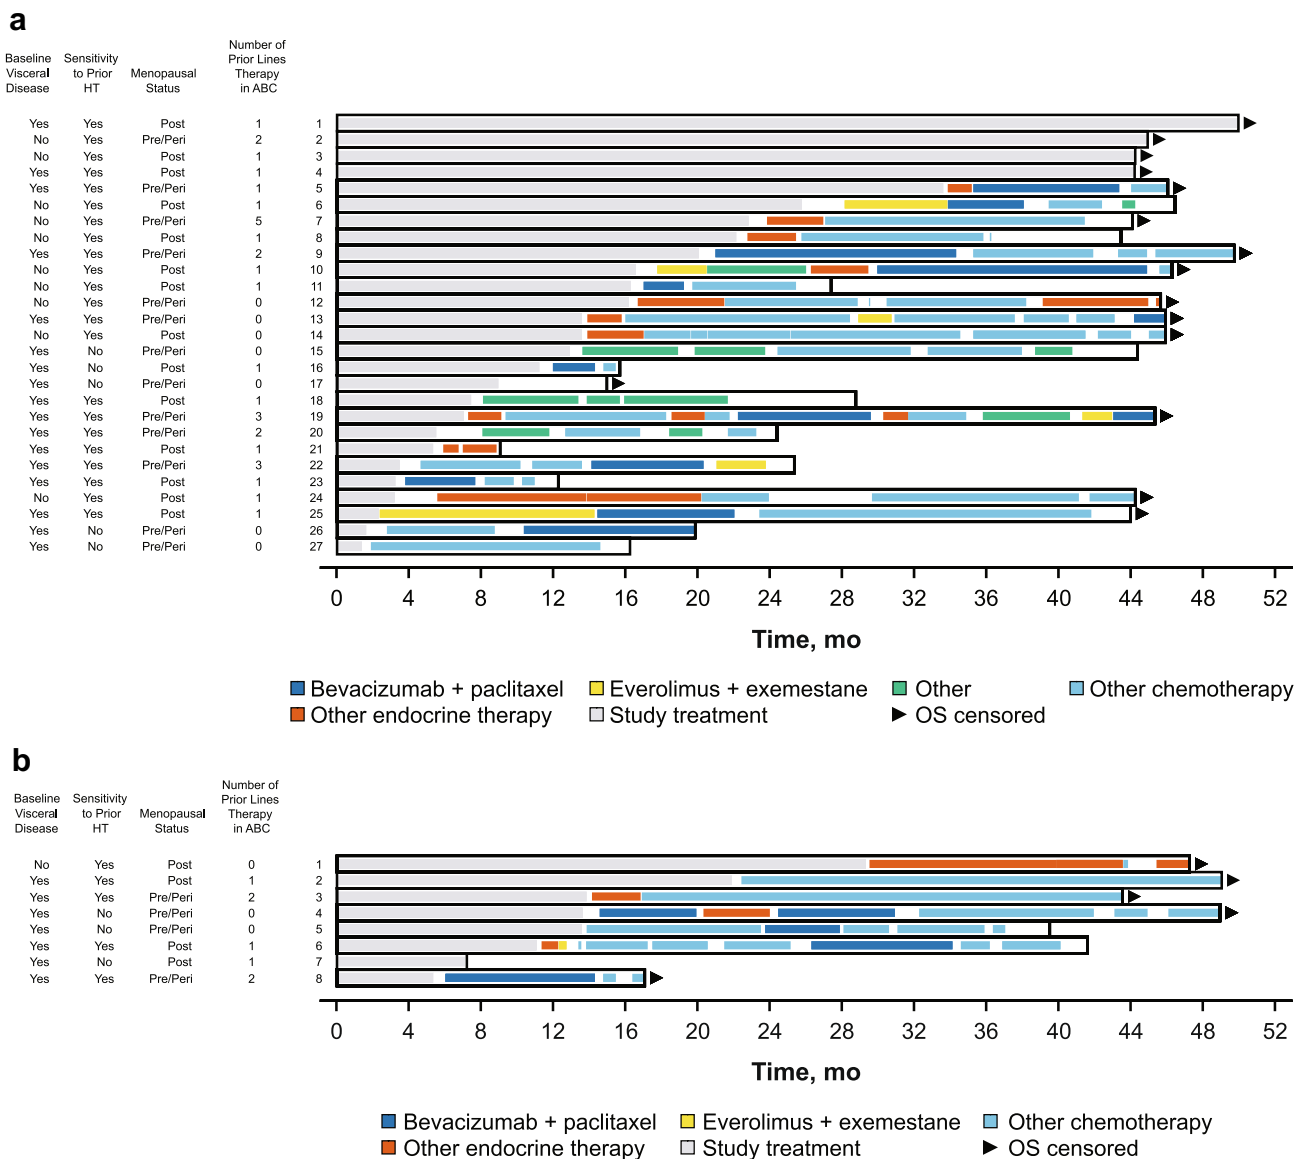 a
Baseline Visceral Disease
Sensitivity to Prior HT
Menopausal Status
Number of Prior Lines Therapy in ABC
Yes Yes Post 1 1
No Yes Pre/Peri 2 2
No Yes Post 1 3
Yes Yes Post 1 4
Yes Yes Pre/Peri 1 5
No Yes Post 1 6
No Yes Pre/Peri 5 7
No Yes Post 1 8
Yes Yes Pre/Peri 2 9
No Yes Post 1 10
No Yes Post 1 11
No Yes Pre/Peri 0 12
Yes Yes Pre/Peri 0 13
No Yes Post 0 14
Yes No Pre/Peri 0 15
Yes No Post 1 16
Yes No Pre/Peri 0 17
Yes Yes Post 1 18
Yes Yes Pre/Peri 3 19
Yes Yes Pre/Peri 2 20
Yes Yes Post 1 21
Yes Yes Pre/Peri 3 22
Yes Yes Post 1 23
No Yes Post 1 24
Yes Yes Post 1 25
Yes No Pre/Peri 0 26
Yes No Pre/Peri 0 27
0 4 8 12 16 20 24 28 32 36 40 44 48 52
Time, mo
Bevacizumab + paclitaxel Everolimus + exemestane Other Other chemotherapy
Other endocrine therapy Study treatment OS censored
b
Baseline Visceral Disease
Sensitivity to Prior HT
Menopausal Status
Number of Prior Lines Therapy in ABC
No Yes Post 0 1
Yes Yes Post 1 2
Yes Yes Pre/Peri 2 3
Yes No Pre/Peri 0 4
Yes No Pre/Peri 0 5
Yes Yes Post 1 6
Yes No Post 1 7
Yes Yes Pre/Peri 2 8
0 4 8 12 16 20 24 28 32 36 40 44 48 52
Time, mo
Bevacizumab + paclitaxel Everolimus + exemestane Other chemotherapy
Other endocrine therapy Study treatment OS censored